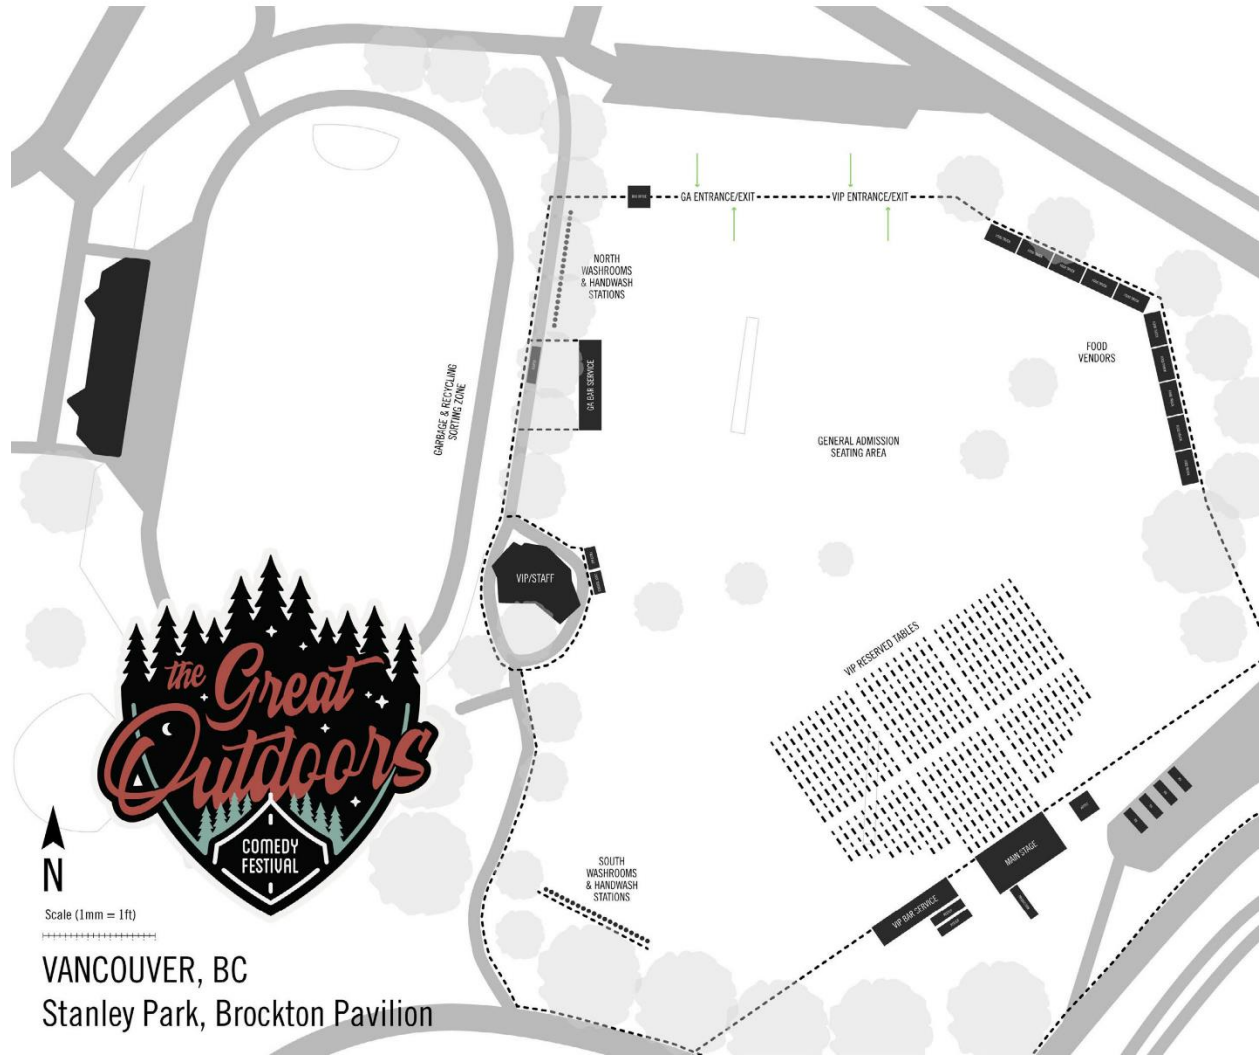 GA ENTRANCE/EXIT
VIP ENTRANCE/EXIT
NORTH
WASHROOMS
& HANDWASH
STATIONS
FOOD
VENDORS
GA BAR SERVICE
GARBAGE & RECYCLING
SORTING ZONE
GENERAL ADMISSION
SEATING AREA
VIP/STAFF
VIP RESERVED TABLES
the Great
Outdoors
COMEDY
FESTIVAL
MAIN STAGE
VIP BAR SERVICE
SOUTH
WASHROOMS
& HANDWASH
STATIONS
N
Scale (1mm = 1ft)
VANCOUVER, BC
Stanley Park, Brockton Pavilion